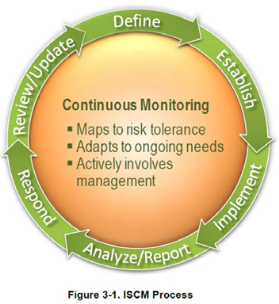 Define
Establish
Implement
Analyze/Report
Respond
Review/Update
Continuous Monitoring
▪ Maps to risk tolerance
▪ Adapts to ongoing needs
▪ Actively involves
management
Figure 3-1. ISCM Process